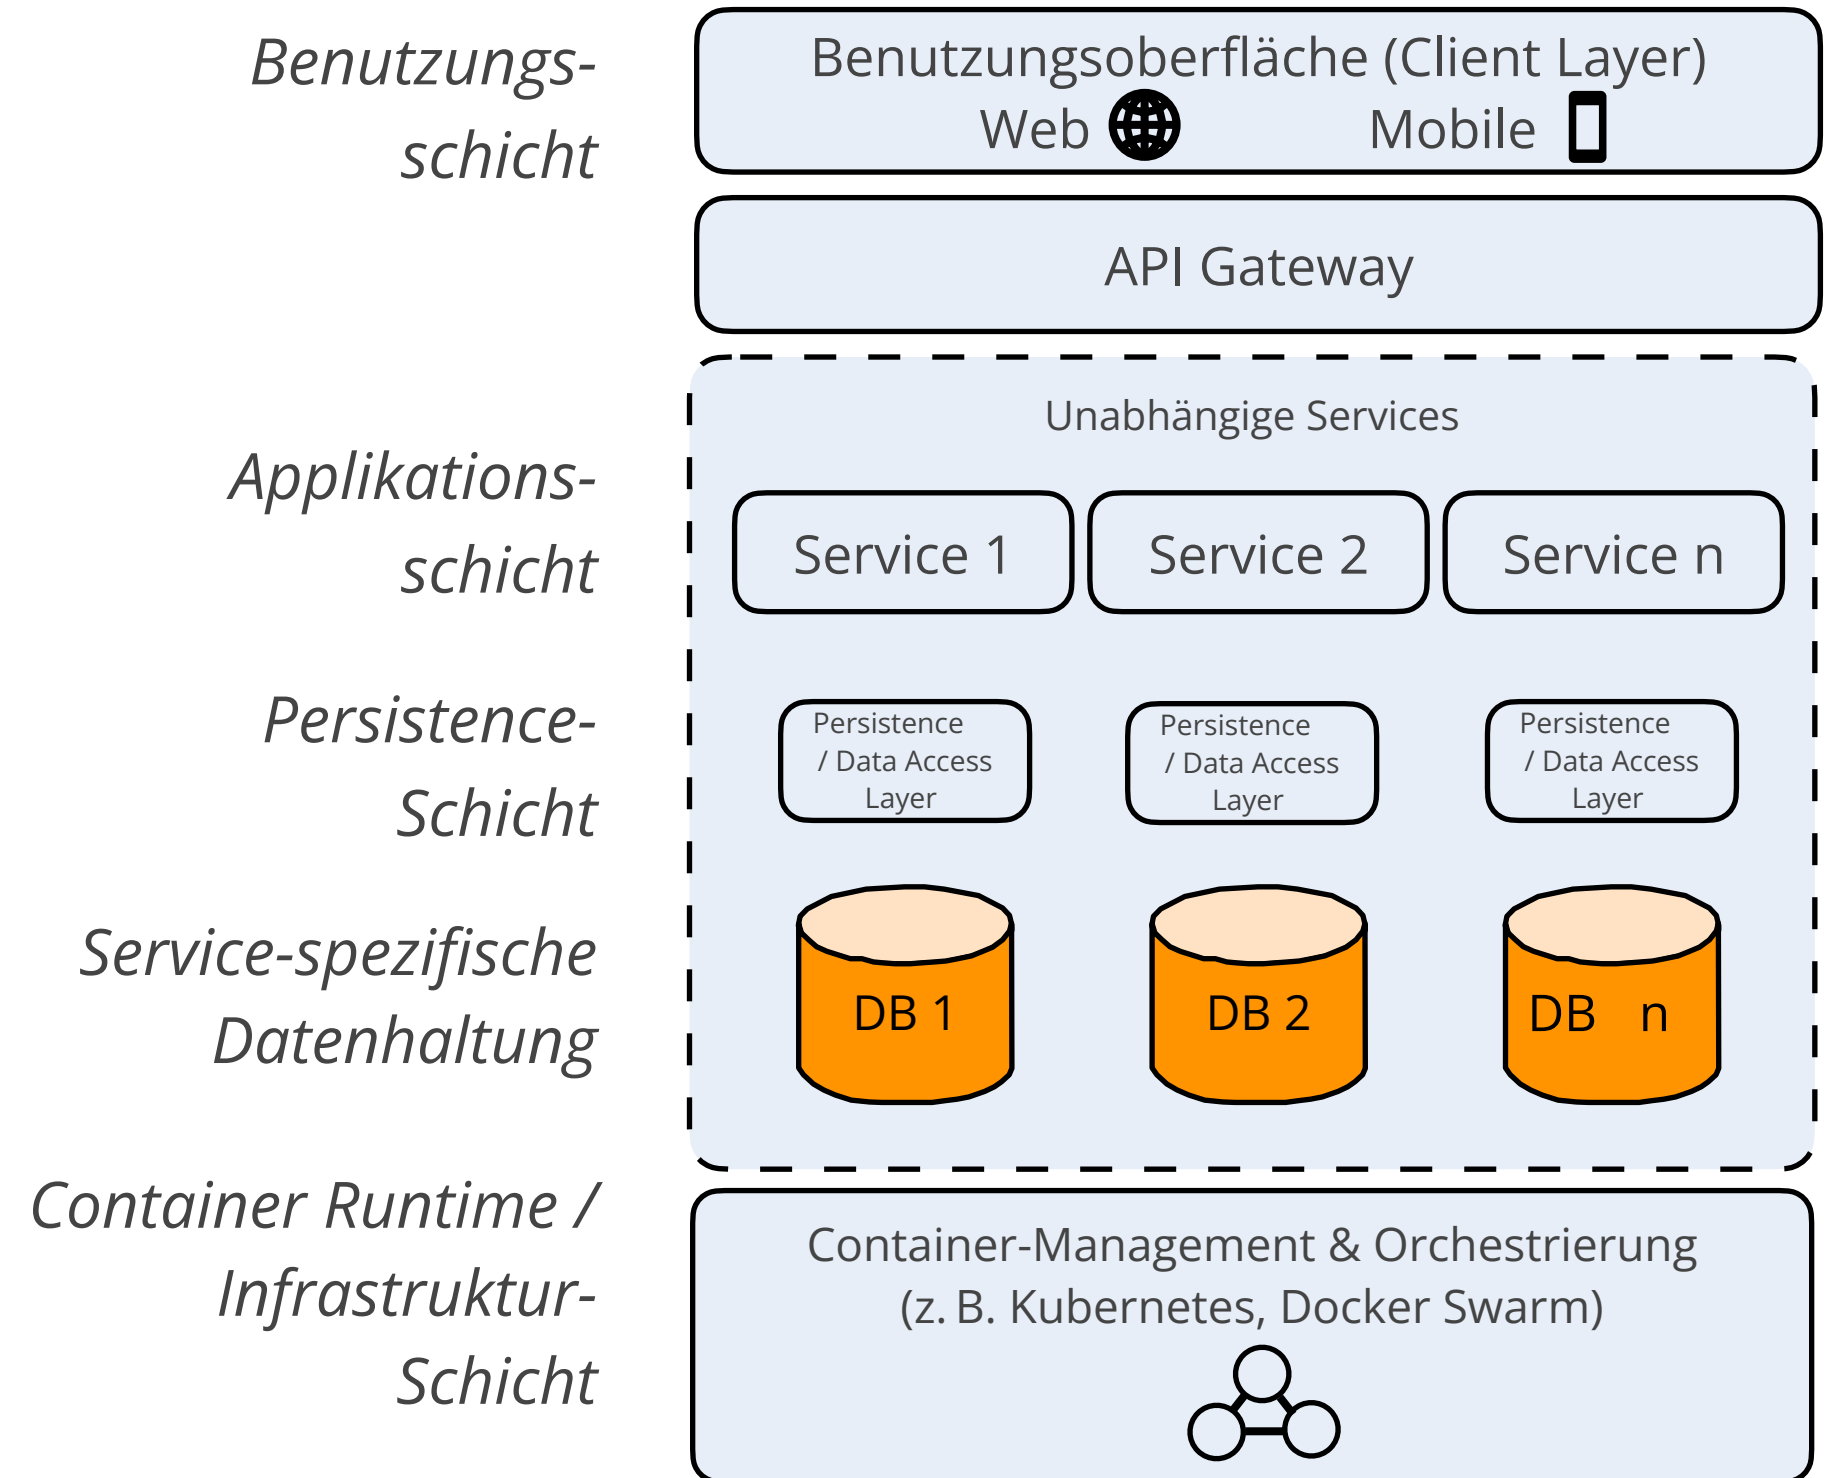 Benutzungs-
schicht
Benutzungsoberfläche (Client Layer)
Web Mobile
API Gateway
Unabhängige Services
Applikations-
schicht
Service 1
Service 2
Service n
Persistence-
Schicht
Persistence
/ Data Access
Layer
Persistence
/ Data Access
Layer
Persistence
/ Data Access
Layer
Service-spezifische
Datenhaltung
DB 1
DB 2
DB n
Container Runtime /
Infrastruktur-
Schicht
Container-Management & Orchestrierung
(z. B. Kubernetes, Docker Swarm)